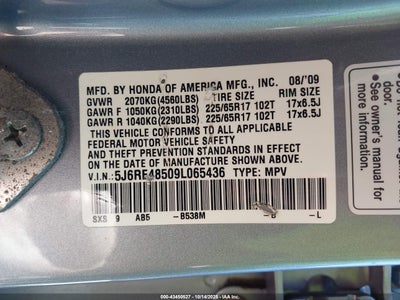 MFD. BY HONDA OF AMERICA MFG., INC. 08/'09
GVWR 2070KG(4560LBS) TIRE SIZE RIM SIZE
GAWR F 1050KG(2310LBS) 225/65R17 102T 17x6.5J
GAWR R 1040KG(2290LBS) 225/65R17 102T 17x6.5J
THIS VEHICLE CONFORMS TO ALL APPLICABLE
FEDERAL MOTOR VEHICLE SAFETY AND
THEFT PREVENTION STANDARDS IN EFFECT
ON THE DATE OF MANUFACTURE SHOWN ABOVE.
V.I.N.: 5J6RE48509L065436 TYPE: MPV
SXS 9 AB5 -B538M -L
door.
See owner's
manual for
more
000-43450537 - 10/14/2025 - IAA Inc.